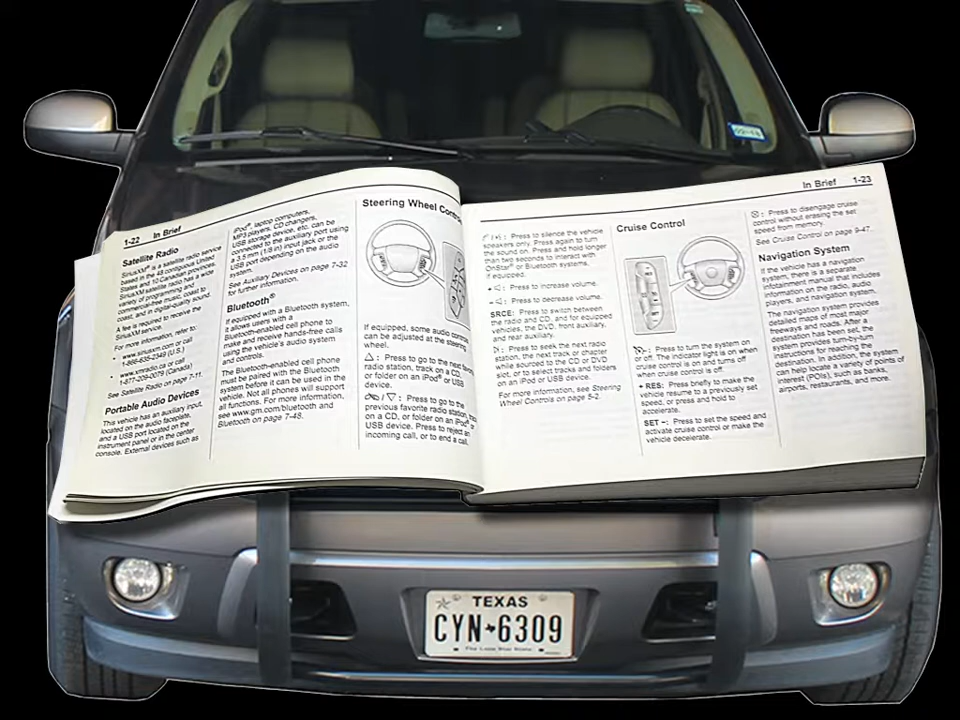 1-22 In Brief
Satellite Radio
SiriusXM® is a satellite radio service
based in the 48 contiguous United
States and 10 Canadian provinces.
SiriusXM satellite radio has a wide
variety of programming and
commercial-free music, coast to
coast, and in digital-quality sound.
A fee is required to receive the
SiriusXM service.
For more information, refer to:
• www.siriusxm.com or call
1-866-635-2349 (U.S.)
• www.xmradio.ca or call
1-877-209-0079 (Canada)
See Satellite Radio on page 7-11.
Portable Audio Devices
This vehicle has an auxiliary input,
located on the audio faceplate,
and a USB port located on the
instrument panel or in the center
console. External devices such as
iPod®, laptop computers,
MP3 players, CD changers,
USB storage device, etc. can be
connected to the auxiliary port using
a 3.5 mm (1/8 in) input jack or the
USB port depending on the audio
system.
See Auxiliary Devices on page 7-32
for further information.
Bluetooth®
If equipped with a Bluetooth system,
it allows users with a
Bluetooth-enabled cell phone to
make and receive hands-free calls
using the vehicle's audio system
and controls.
The Bluetooth-enabled cell phone
must be paired with the Bluetooth
system before it can be used in the
vehicle. Not all phones will support
all functions. For more information,
see www.gm.com/bluetooth and
Bluetooth on page 7-48.
Steering Wheel
If equipped, some audio controls
can be adjusted at the steering
wheel.
△ : Press to go to the next
radio station, track on a CD,
or folder on an iPod® or USB
device.
/ ▽ : Press to go to the
previous favorite radio station,
on a CD, or folder on an iPod®
USB device. Press to reject an
incoming call, or to end a call.
In Brief 1-23
: Press to silence the vehicle
speakers only. Press again to turn
the sound on. Press and hold longer
than two seconds to interact with
OnStar® or Bluetooth systems,
if equipped.
+ : Press to increase volume.
− : Press to decrease volume.
SRCE: Press to switch between
the radio and CD, and for equipped
vehicles, the DVD, front auxiliary,
and rear auxiliary.
: Press to seek the next radio
station, the next track or chapter
while sourced to the CD or DVD
slot, or to select tracks and folders
on an iPod or USB device.
For more information, see Steering
Wheel Controls on page 5-2.
Cruise Control
: Press to turn the system on
or off. The indicator light is on when
cruise control is on and turns off
when cruise control is off.
+ RES: Press briefly to make the
vehicle resume to a previously set
speed, or press and hold to
accelerate.
SET −: Press to set the speed and
activate cruise control or make the
vehicle decelerate.
: Press to disengage cruise
control without erasing the set
speed from memory.
See Cruise Control on page 9-47.
Navigation System
If the vehicle has a navigation
system, there is a separate
infotainment manual that includes
information on the radio, audio
players, and navigation system.
The navigation system provides
detailed maps of most major
freeways and roads. After a
destination has been set, the
system provides turn-by-turn
instructions for reaching the
destination. In addition, the system
can help locate a variety of points of
interest (POIs), such as banks,
airports, restaurants, and more.
TEXAS
CYN 6309
The Lone Star State